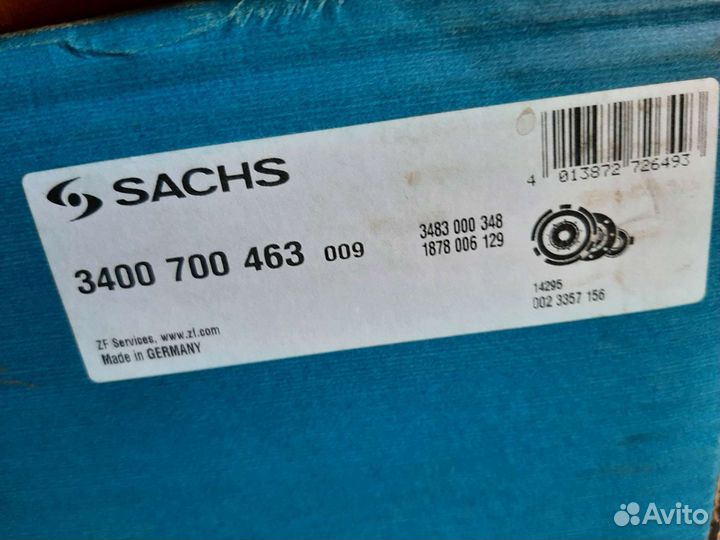 SACHS
3400 700 463 009
3483 000 348
1878 006 129
ZF Services, www.zf.com
Made in GERMANY
4 013872 726493
14295
002 3357 156
Avito